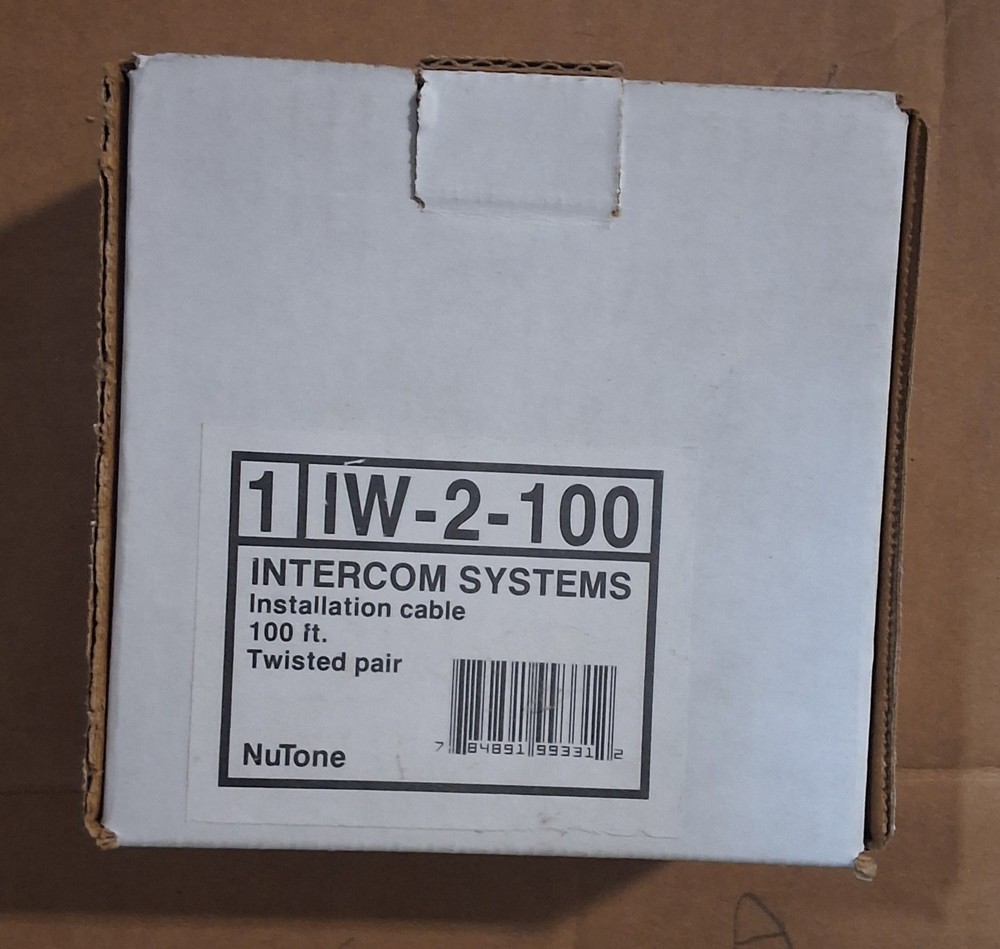 1 IW-2-100
INTERCOM SYSTEMS
Installation cable
100 ft.
Twisted pair
7 84891 99331 2
NuTone